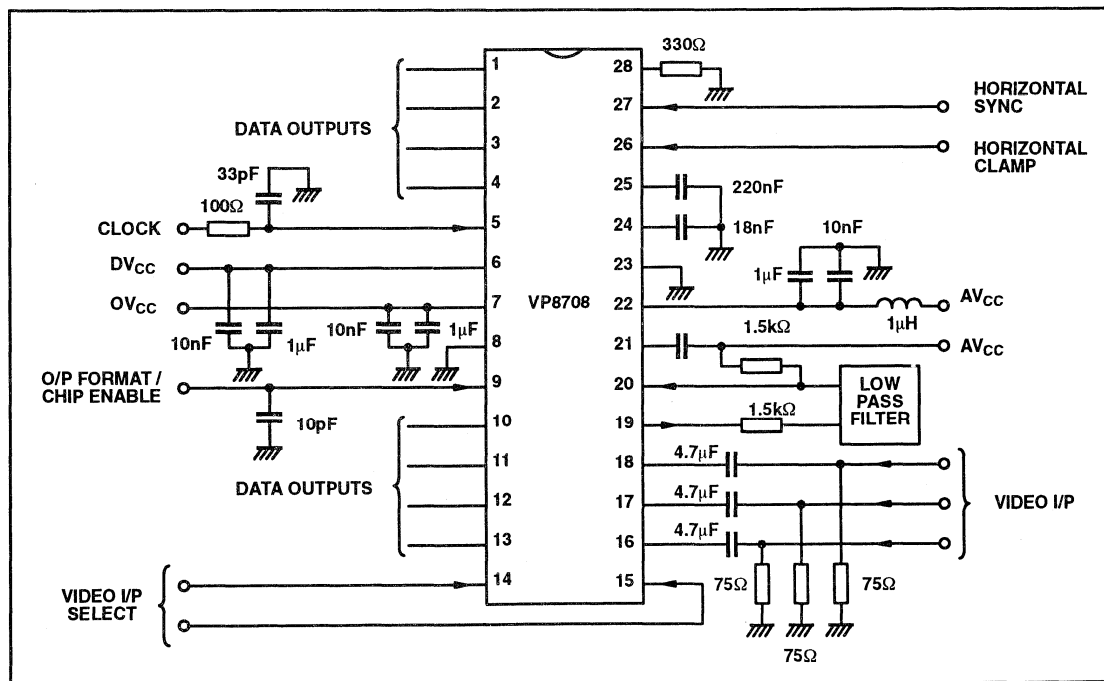 330Ω
1
28
HORIZONTAL
SYNC
2
27
DATA OUTPUTS
3
26
HORIZONTAL
CLAMP
33pF
4
25
220nF
100Ω
CLOCK
5
24
18nF
10nF
DVCC
6
23
1µF
OVCC
7
VP8708
22
AVCC
1µH
10nF
1µF
10nF
1µF
8
1.5kΩ
21
AVCC
O/P FORMAT /
CHIP ENABLE
9
20
LOW
PASS
FILTER
10pF
10
19
1.5kΩ
11
18
4.7µF
DATA OUTPUTS
12
17
4.7µF
VIDEO I/P
13
16
4.7µF
VIDEO I/P
SELECT
14
15
75Ω
75Ω
75Ω